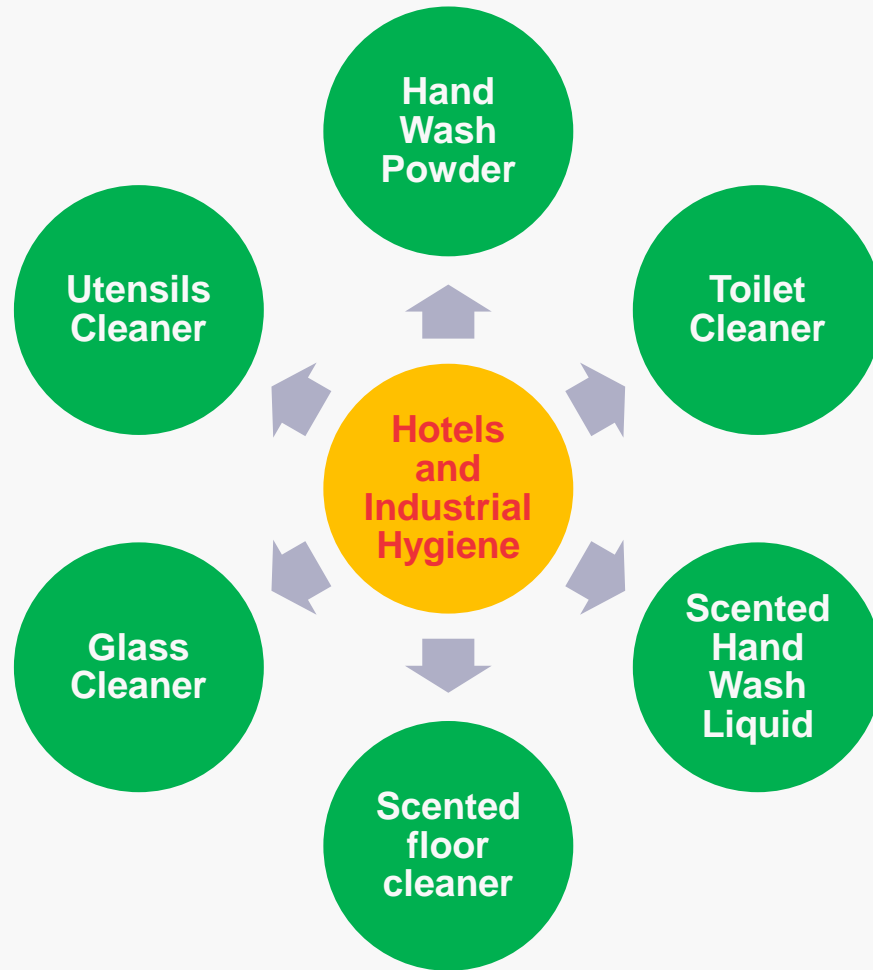 Hand
Wash
Powder
Utensils
Cleaner
Toilet
Cleaner
Hotels
and
Industrial
Hygiene
Glass
Cleaner
Scented
Hand
Wash
Liquid
Scented
floor
cleaner